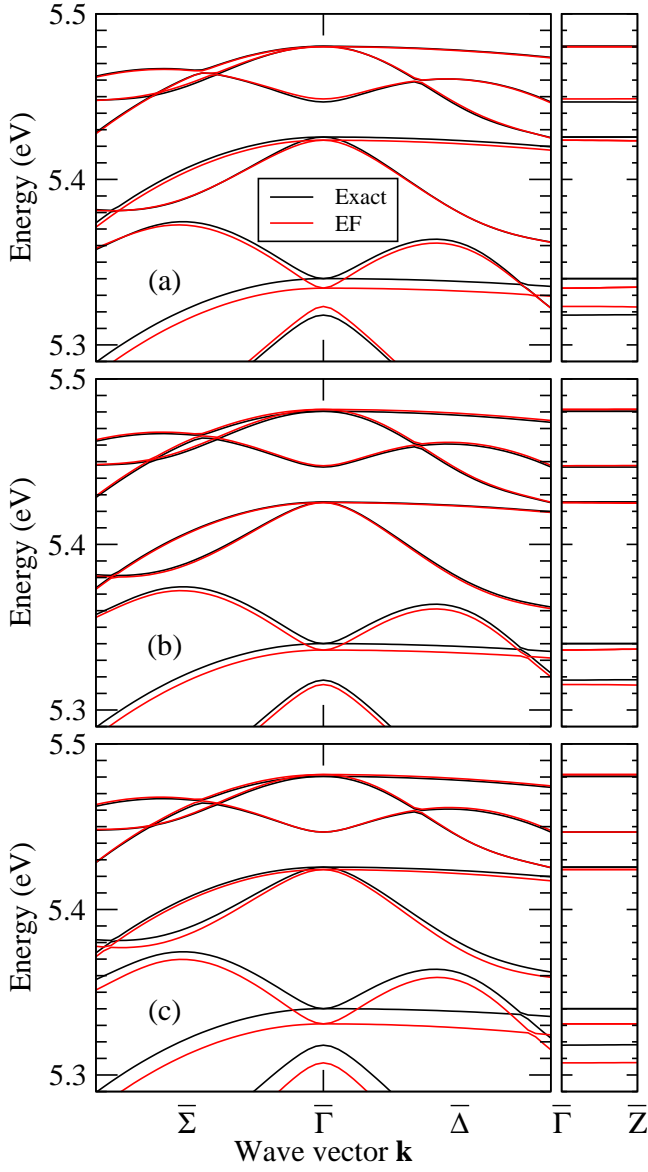 5.5
5.4
5.3
Energy (eV)
Exact
EF
(a)
5.5
5.4
5.3
Energy (eV)
(b)
5.5
5.4
5.3
Energy (eV)
(c)
Σ̅ Γ̅ Δ̅ Γ̅ Z̅
Wave vector k